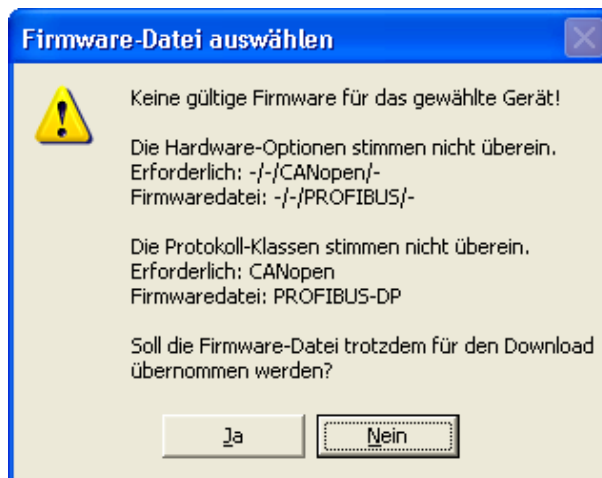 Firmware-Datei auswählen
Keine gültige Firmware für das gewählte Gerät!
Die Hardware-Optionen stimmen nicht überein.
Erforderlich: -/-/CANopen/-
Firmwaredatei: -/-/PROFIBUS/-
Die Protokoll-Klassen stimmen nicht überein.
Erforderlich: CANopen
Firmwaredatei: PROFIBUS-DP
Soll die Firmware-Datei trotzdem für den Download
übernommen werden?
Ja
Nein